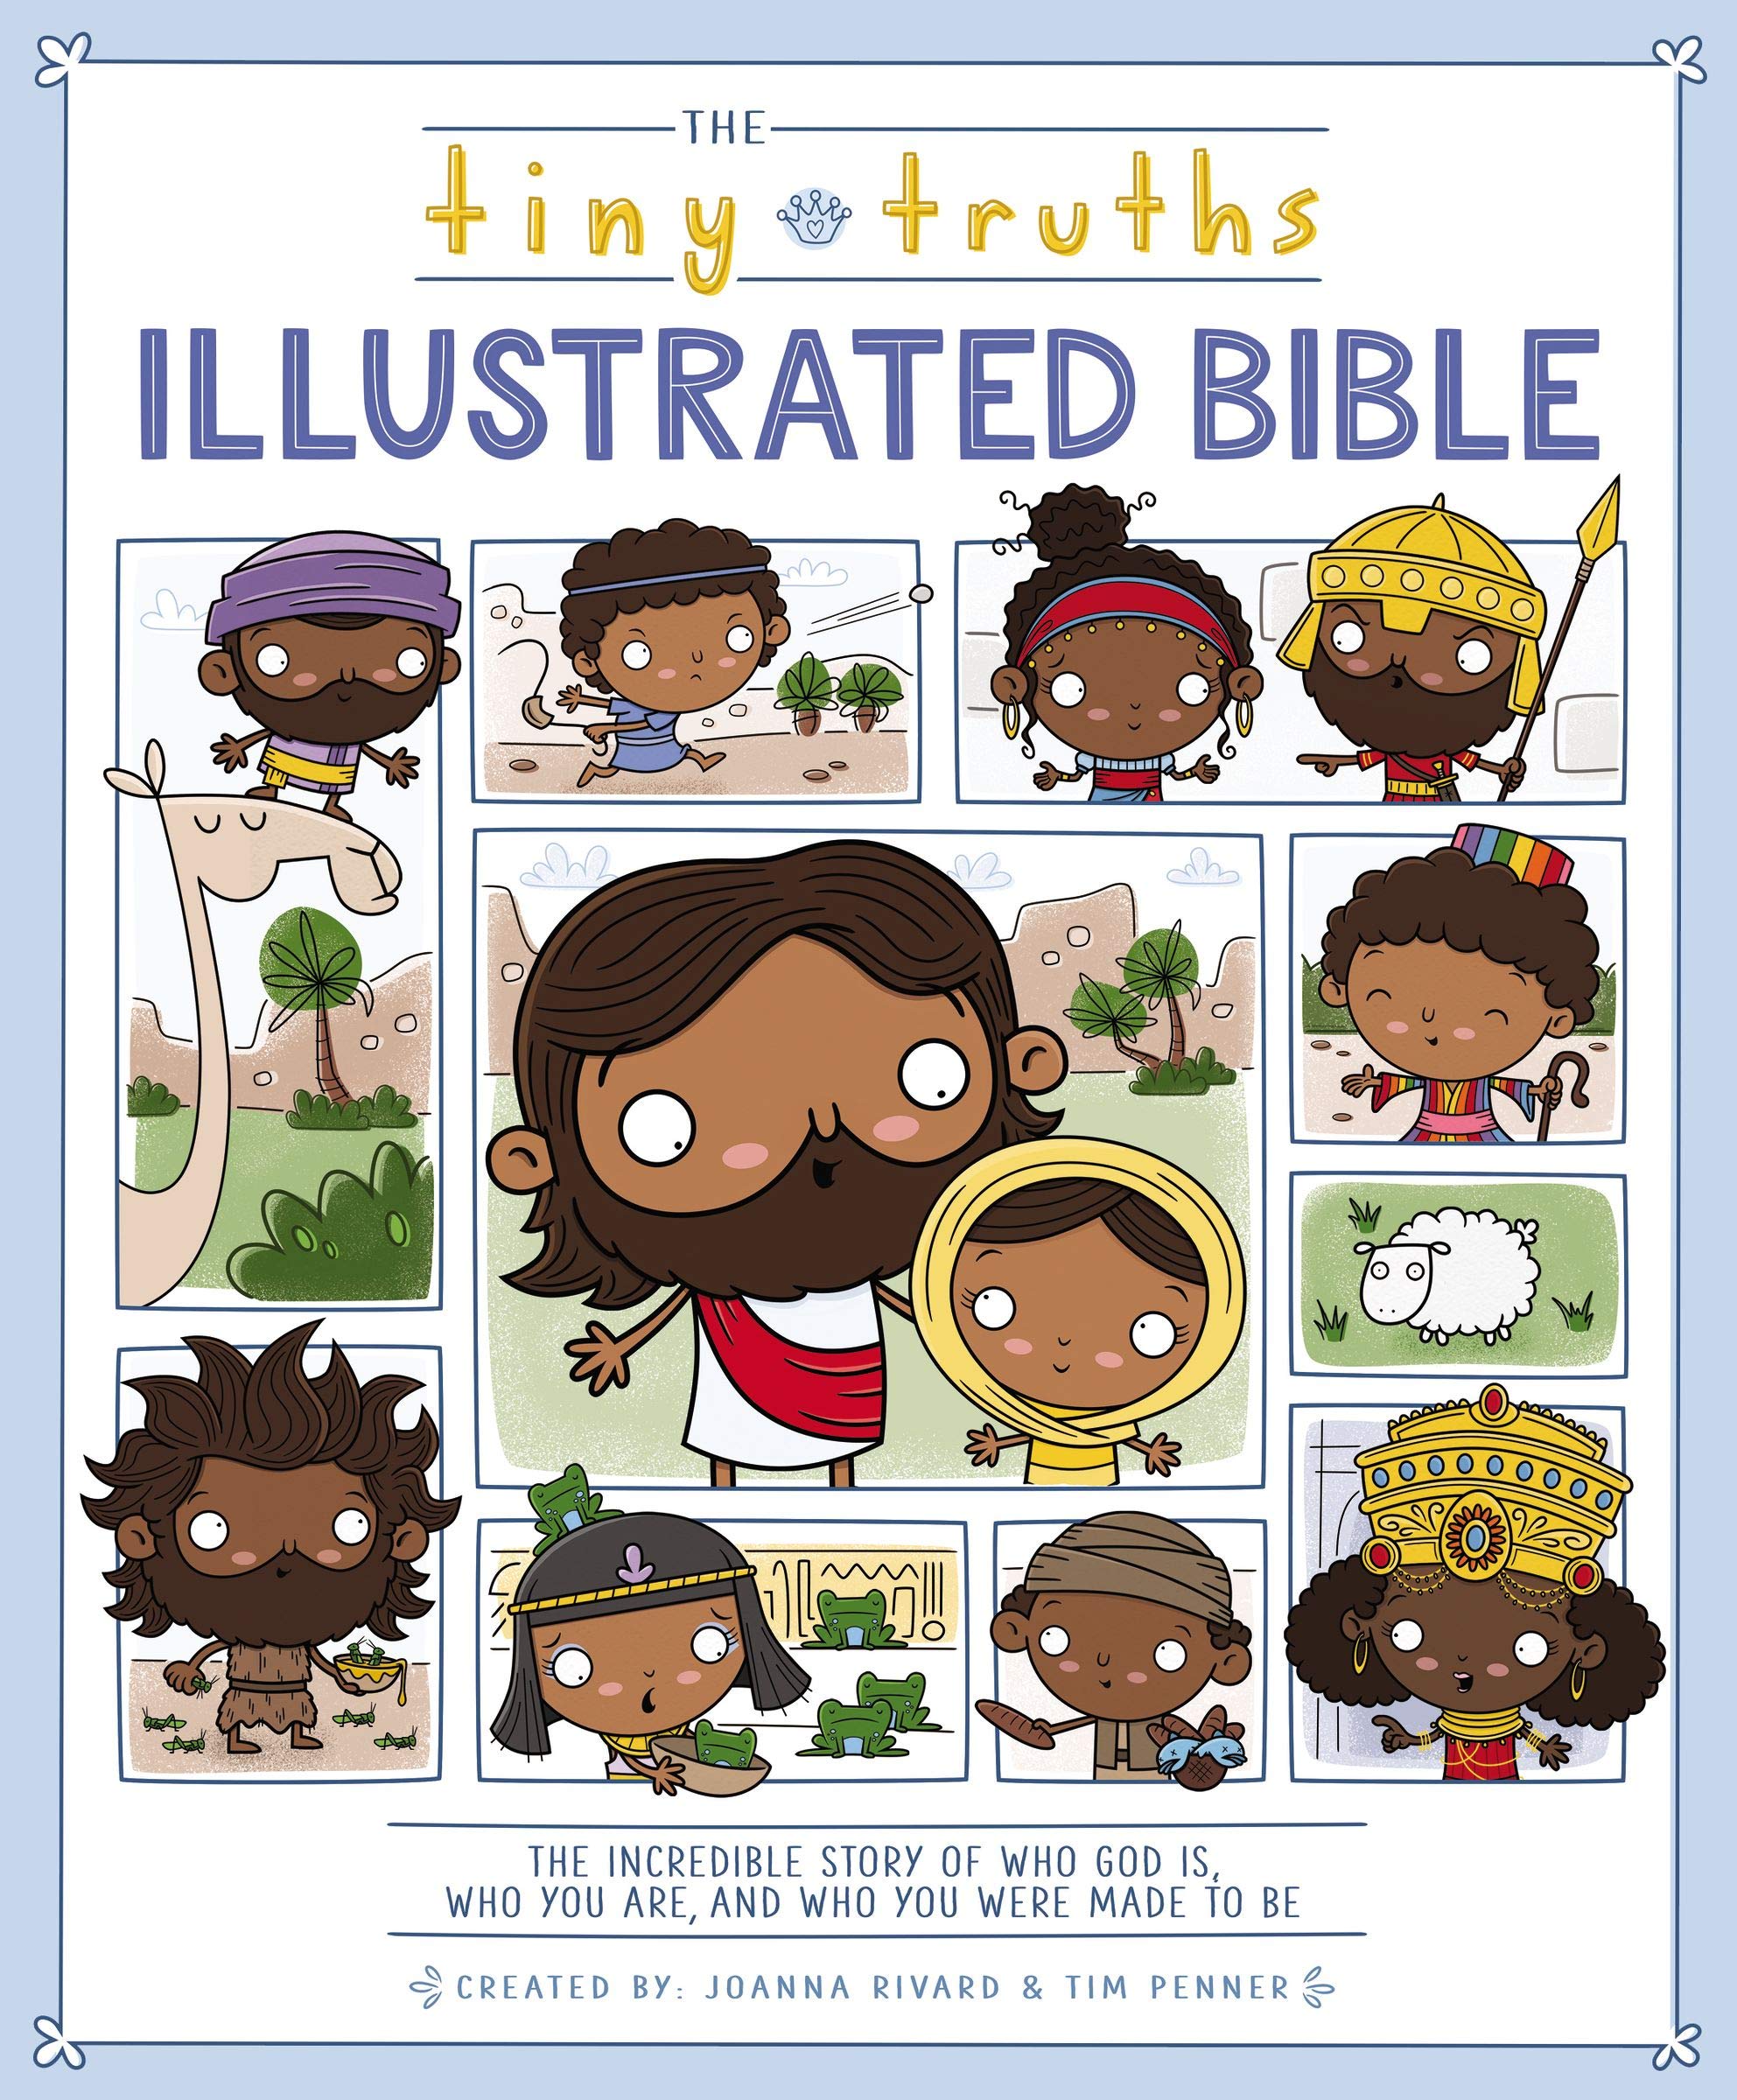 THE
tiny truths
ILLUSTRATED BIBLE
THE INCREDIBLE STORY OF WHO GOD IS,
WHO YOU ARE, AND WHO YOU WERE MADE TO BE
CREATED BY: JOANNA RIVARD & TIM PENNER